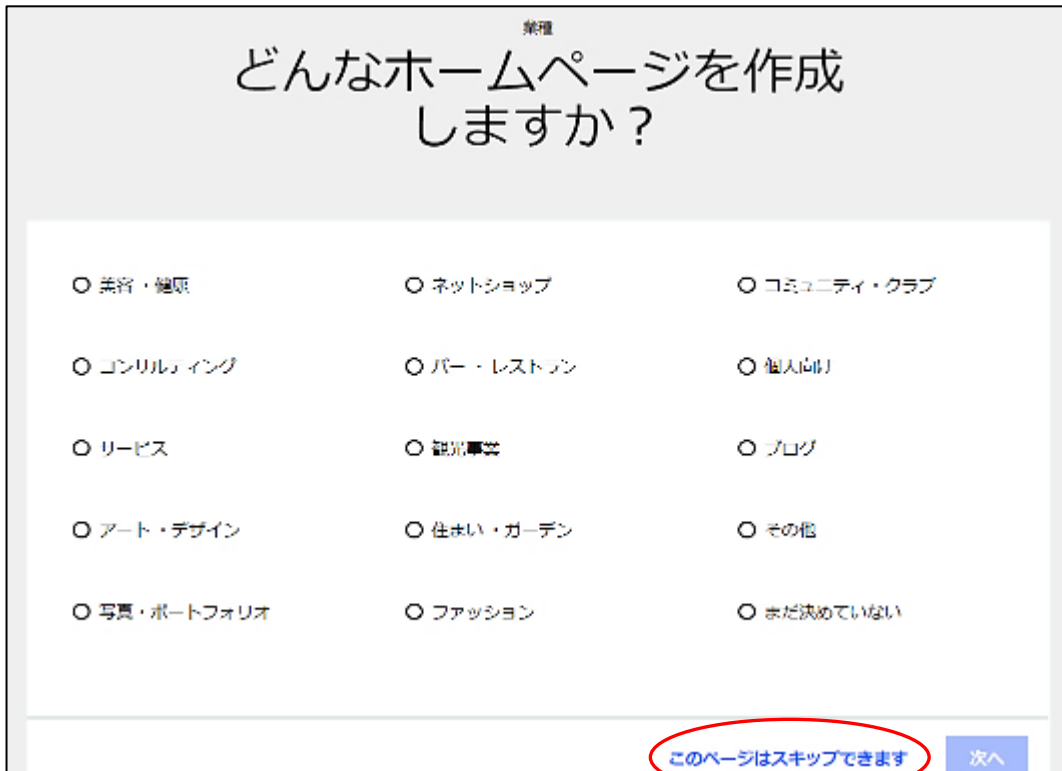 業種
どんなホームページを作成
しますか？
美容・健康
ネットショップ
コミュニティ・クラブ
コンサルティング
バー・レストラン
個人向け
サービス
観光事業
ブログ
アート・デザイン
住まい・ガーデン
その他
写真・ポートフォリオ
ファッション
まだ決めていない
このページはスキップできます
次へ